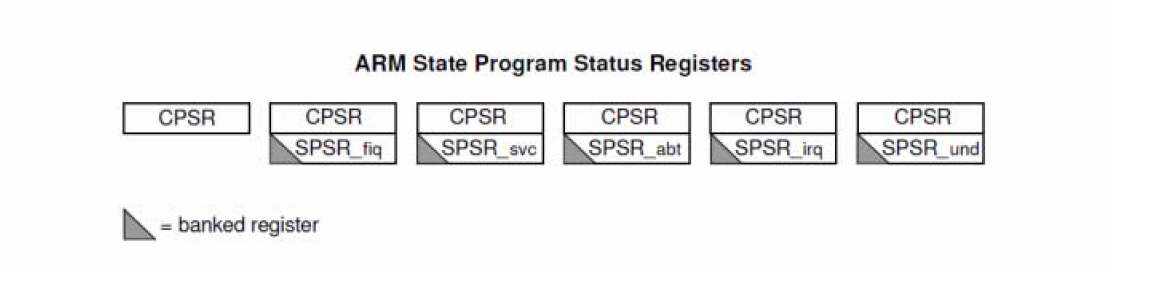 ARM State Program Status Registers
CPSR CPSR CPSR CPSR CPSR CPSR
SPSR_fiq SPSR_svc SPSR_abt SPSR_irq SPSR_und
= banked register